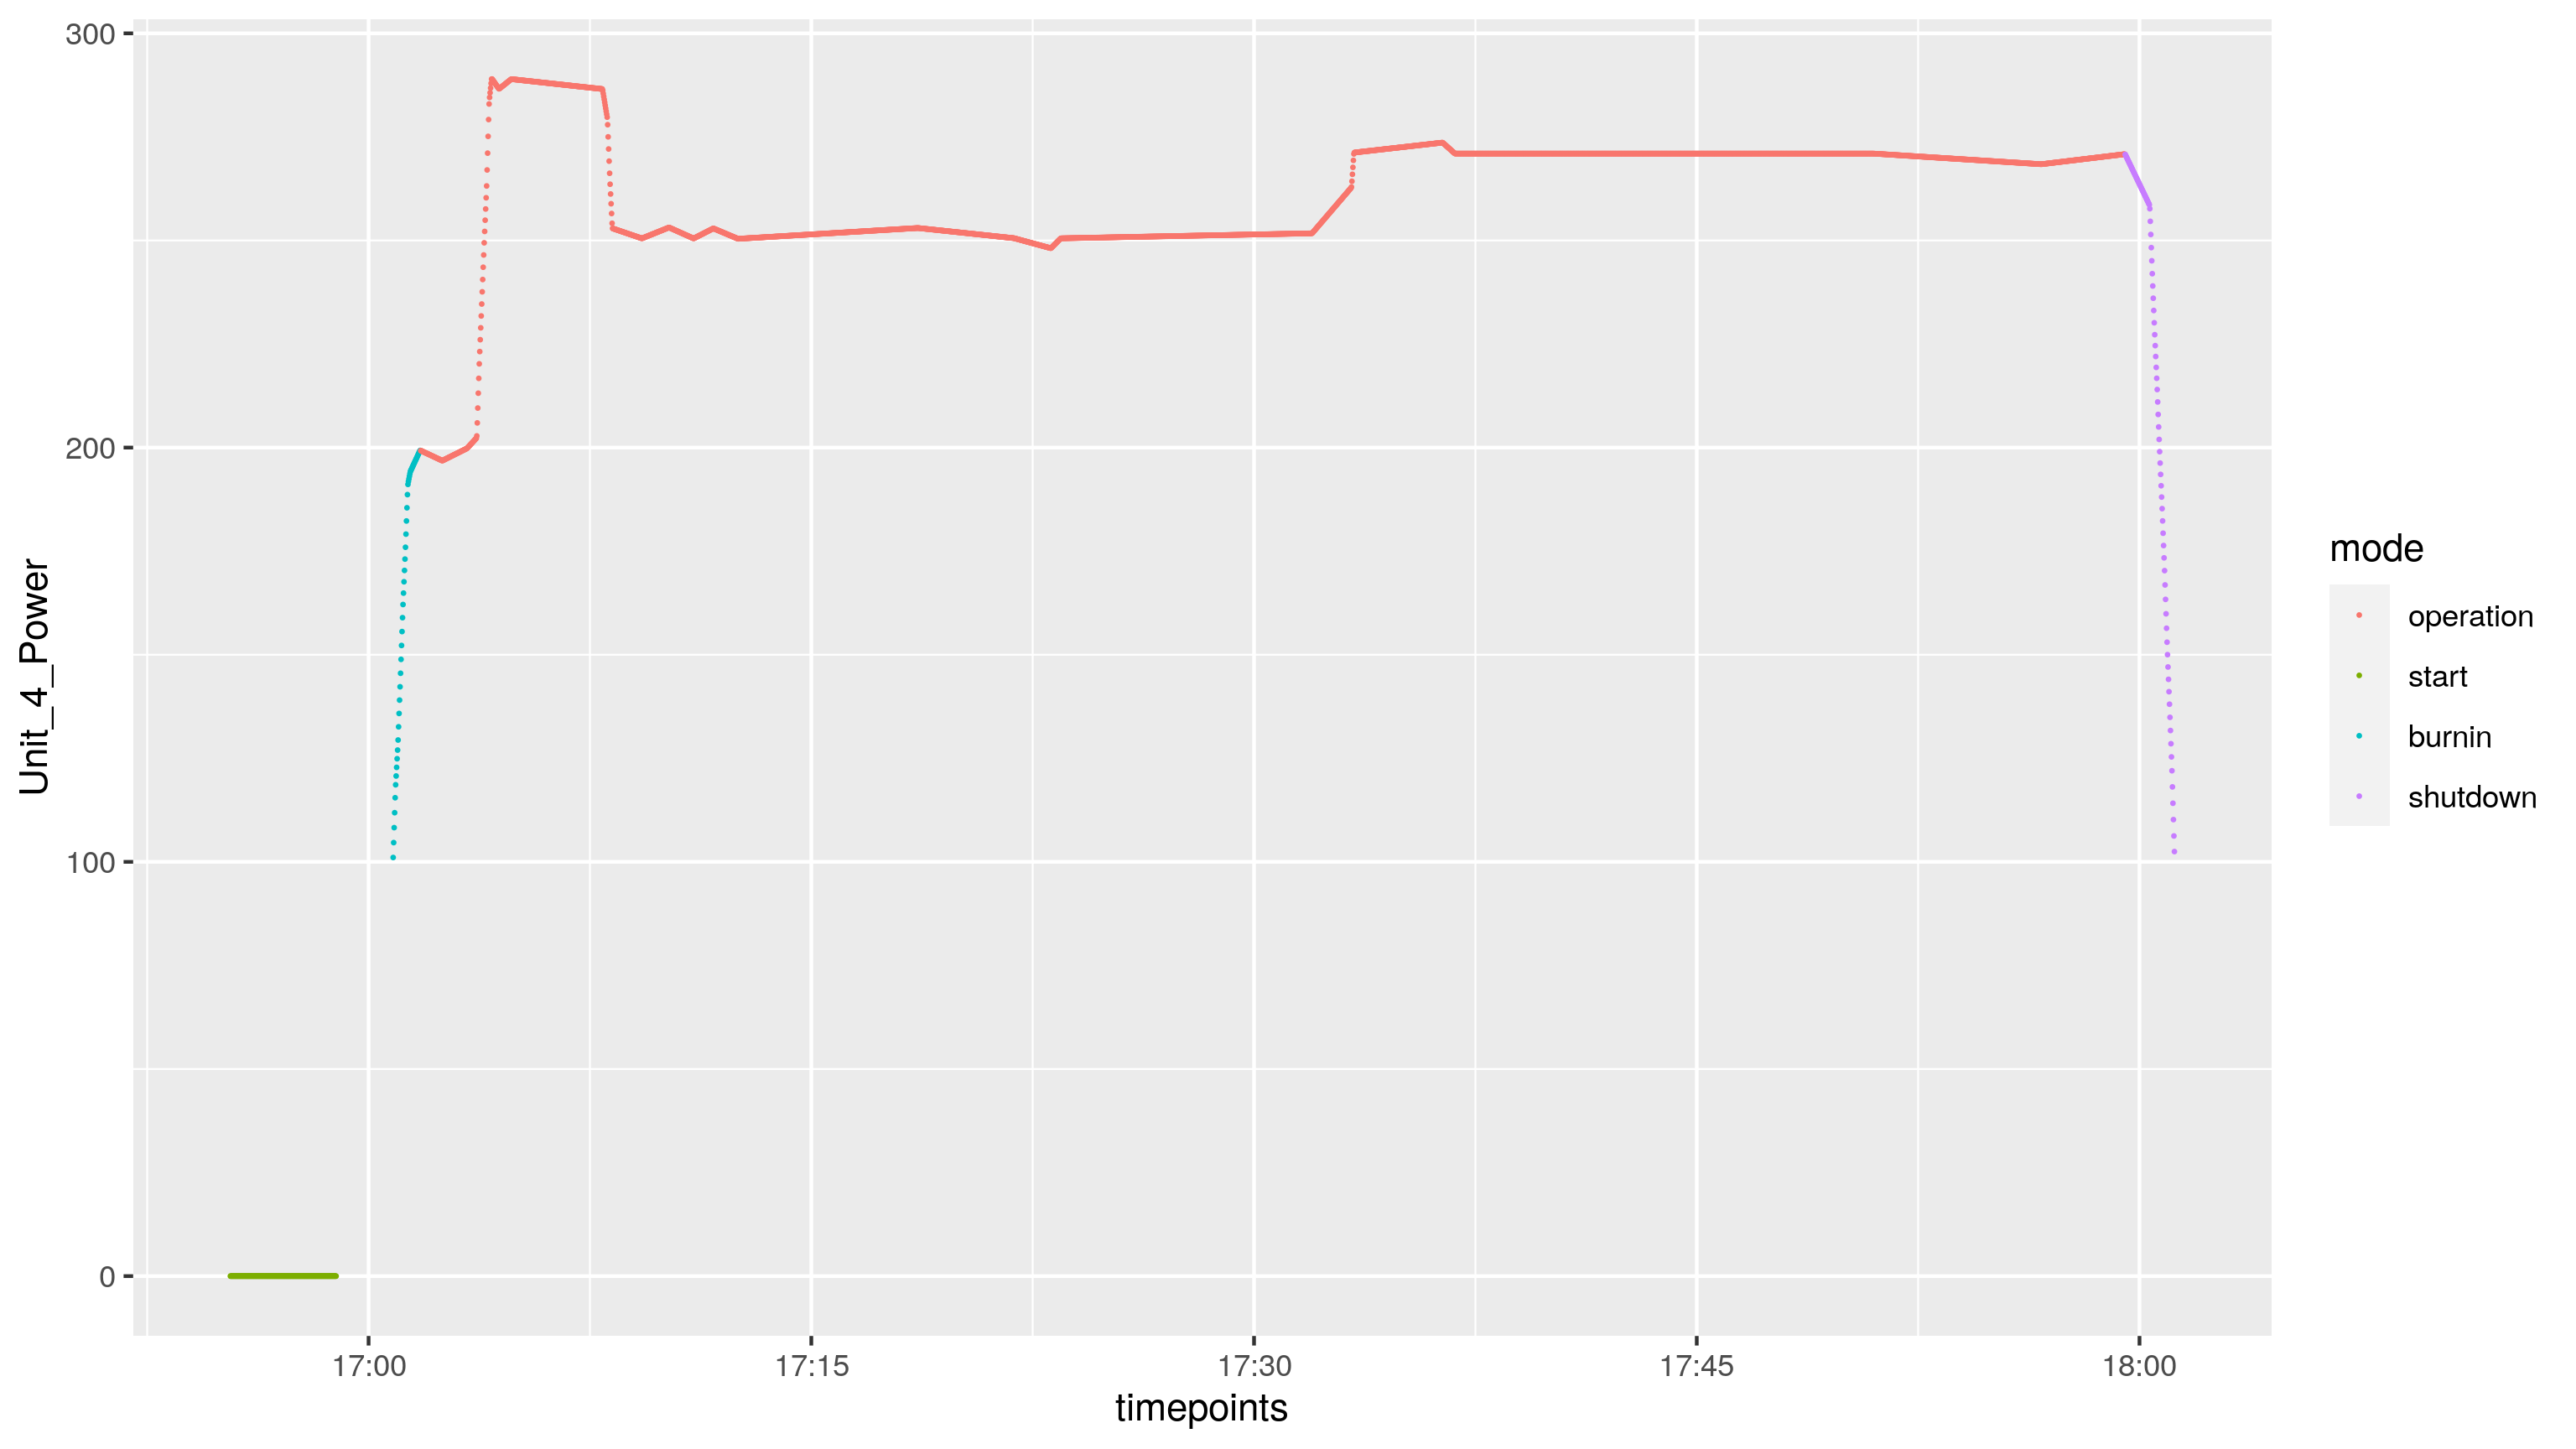 300
200
100
0
Unit_4_Power
17:00
17:15
17:30
17:45
18:00
timepoints
mode
operation
start
burnin
shutdown